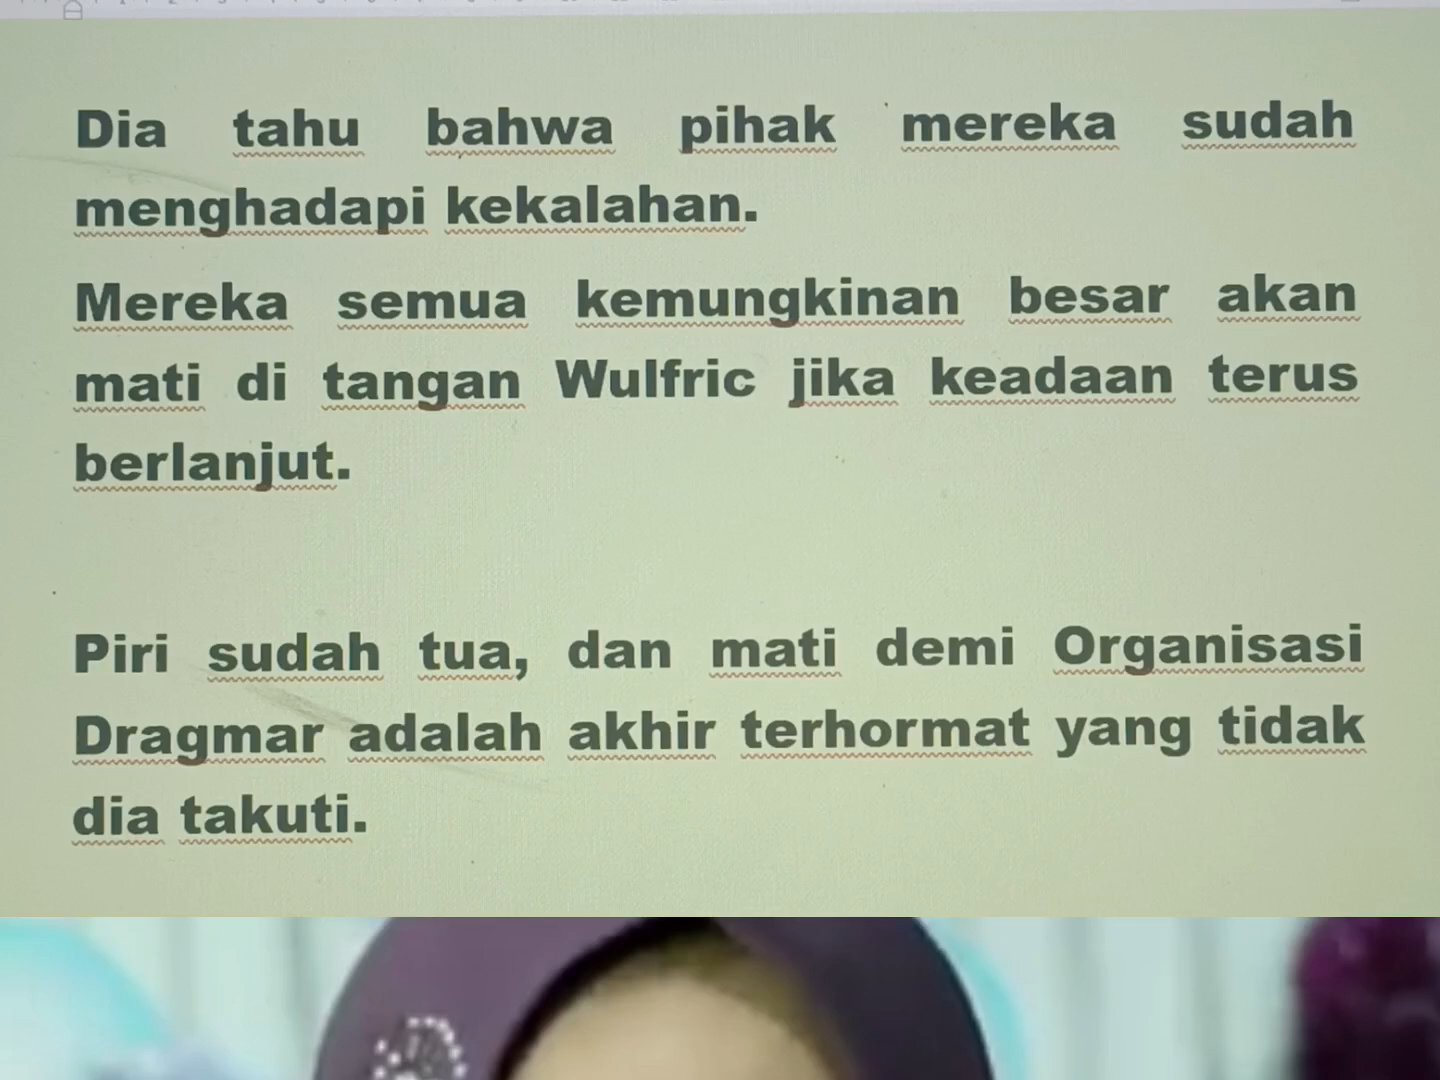 Dia tahu bahwa pihak mereka sudah
menghadapi kekalahan.
Mereka semua kemungkinan besar akan
mati di tangan Wulfric jika keadaan terus
berlanjut.
Piri sudah tua, dan mati demi Organisasi
Dragmar adalah akhir terhormat yang tidak
dia takuti.